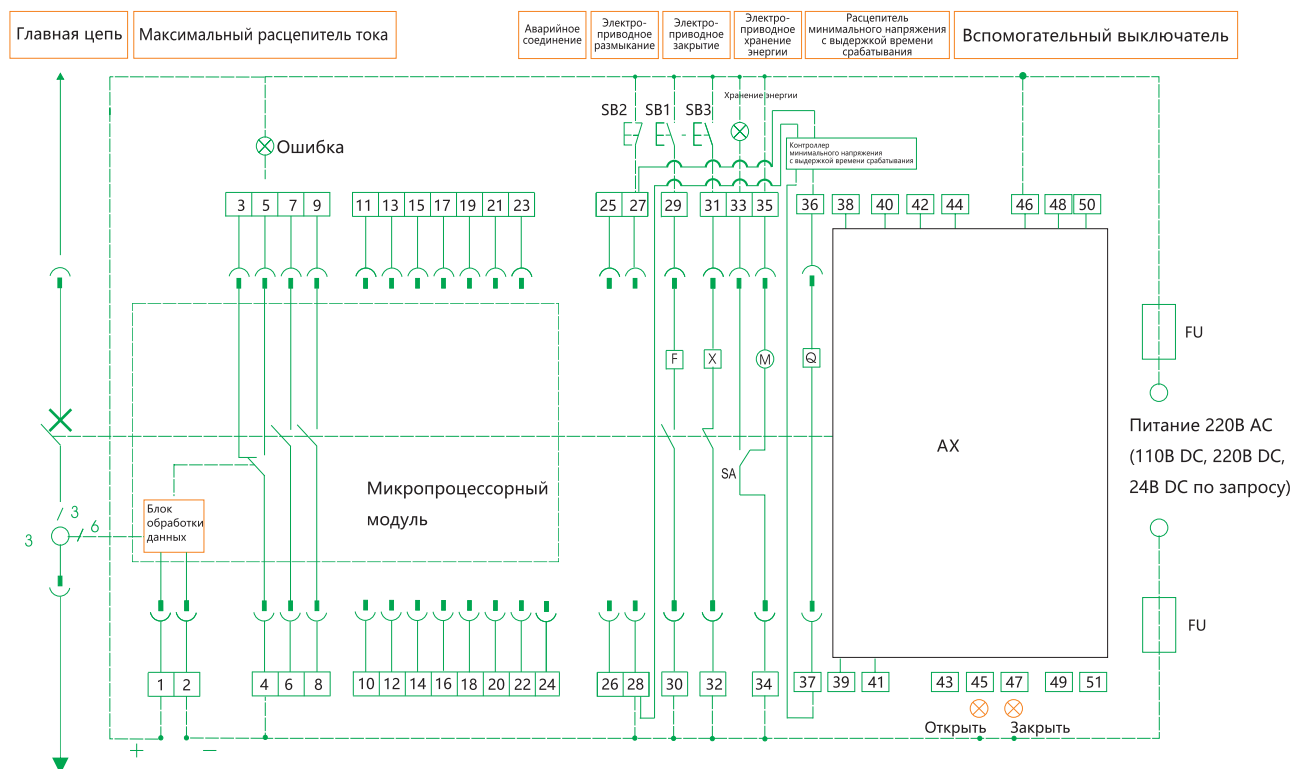 Главная цепь
Максимальный расцепитель тока
Аварийное
соединение
Электро-
приводное
размыкание
Электро-
приводное
закрытие
Электро-
приводное
хранение
энергии
Расцепитель
минимального напряжения
с выдержкой времени
срабатывания
Вспомогательный выключатель
Хранение энергии
SB2 SB1 SB3
Ошибка
Контроллер
минимального напряжения
с выдержкой времени срабатывания
3 5 7 9 11 13 15 17 19 21 23 25 27 29 31 33 35 36 38 40 42 44 46 48 50
FU
F X M Q
Питание 220В AC
(110В DC, 220В DC,
24В DC по запросу)
AX
SA
Микропроцессорный
модуль
Блок
обработки
данных
3
6
3
FU
1 2 4 6 8 10 12 14 16 18 20 22 24 26 28 30 32 34 37 39 41 43 45 47 49 51
Открыть Закрыть
+ −